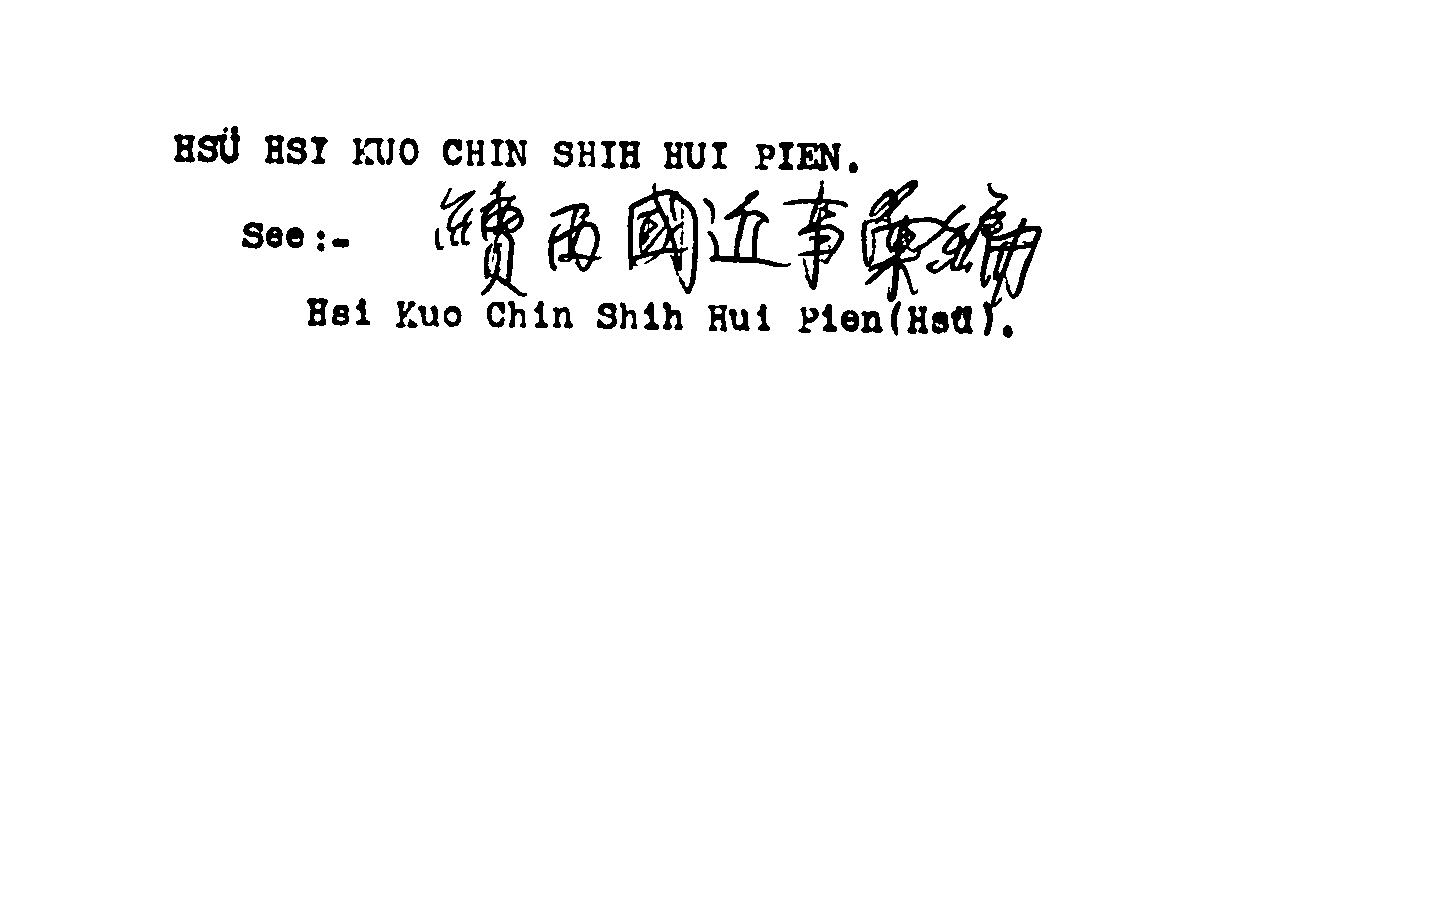 HSÜ HSI KUO CHIN SHIH HUI PIEN.
See:- 續西國近事彙編
Hsi Kuo Chin Shih Hui Pien(Hsü).